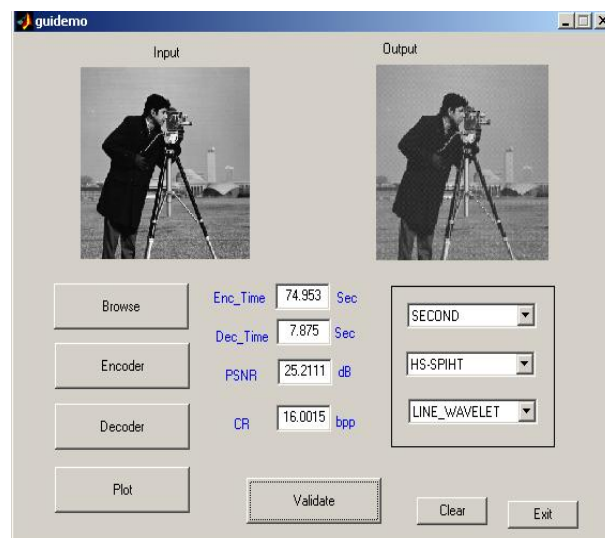 guidemo
Input
Output
Browse
Enc_Time 74.953 Sec
SECOND
Dec_Time 7.875 Sec
Encoder
PSNR 25.2111 dB
HS-SPIHT
Decoder
CR 16.0015 bpp
LINE_WAVELET
Plot
Validate
Clear
Exit